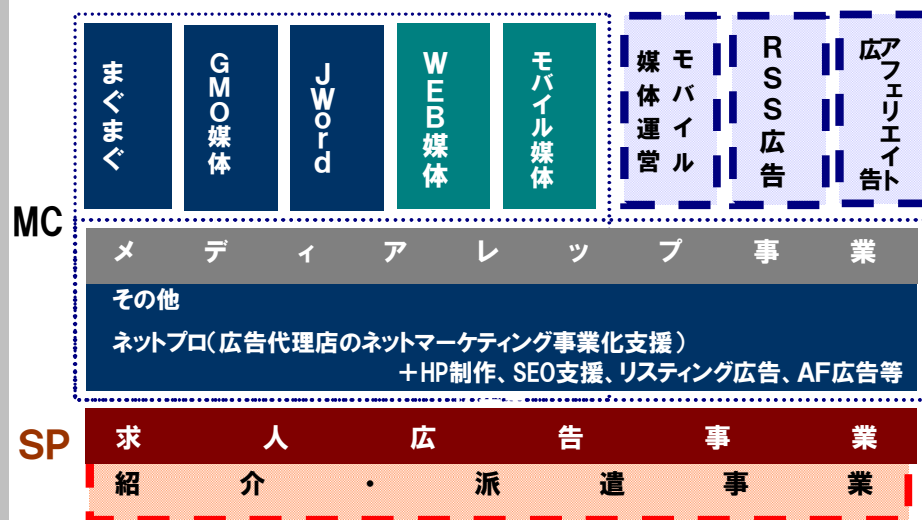 まぐまぐ
GMO媒体
JWord
WEB媒体
モバイル媒体
モバイル
媒体運営
RSS広告
アフェリエイト
広告
MC
メディアレップ事業
その他
ネットプロ(広告代理店のネットマーケティング事業化支援)
+HP制作、SEO支援、リスティング広告、AF広告等
SP
求人広告事業
紹介・派遣事業